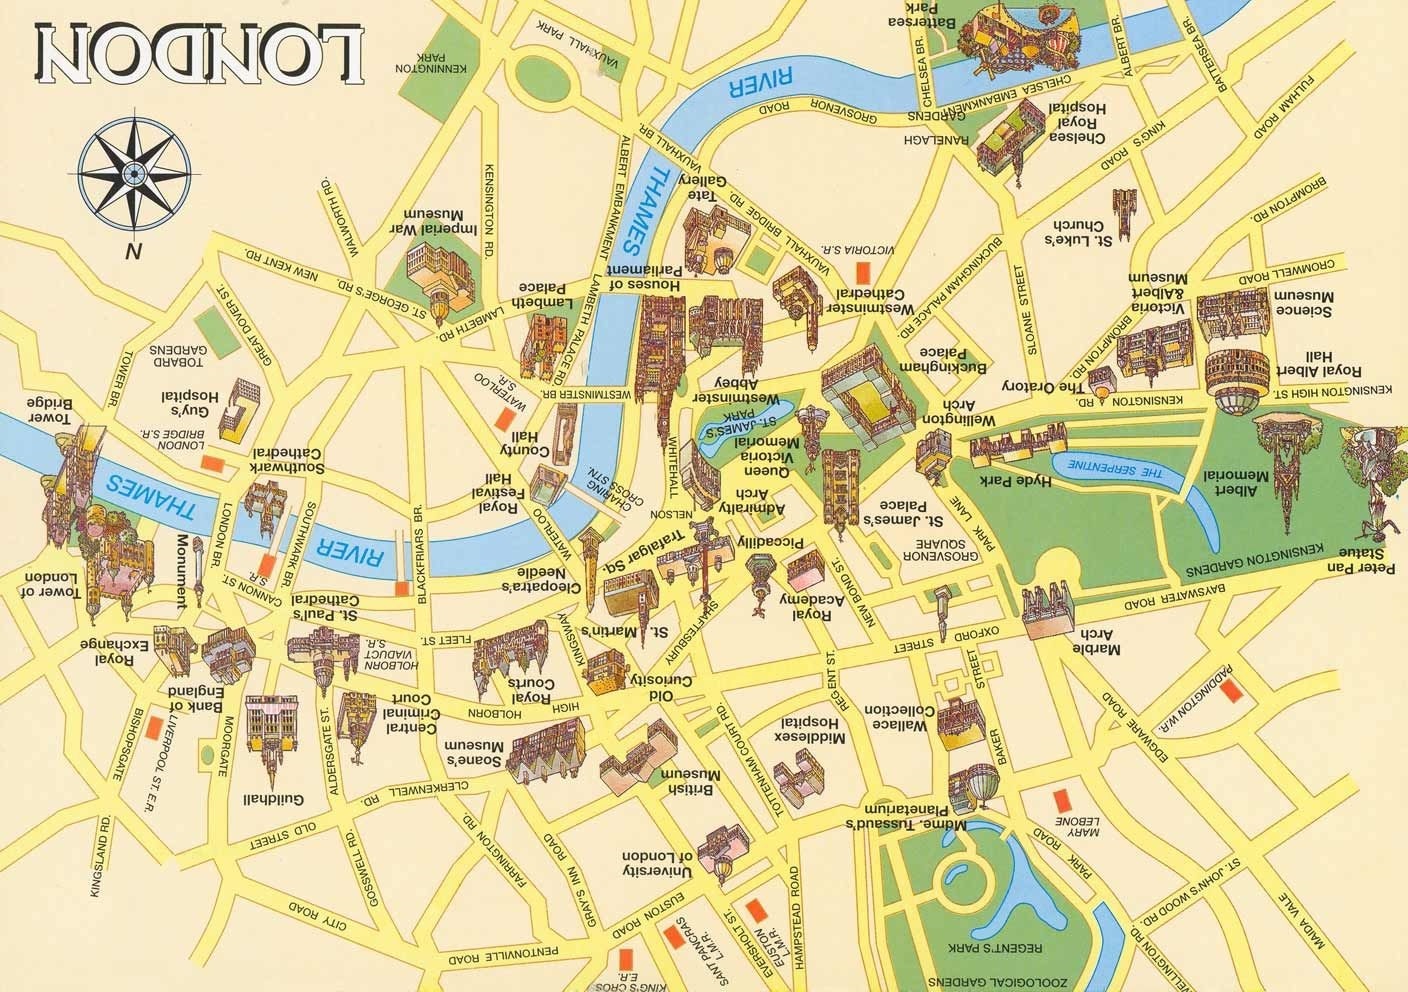 ZOOLOGICAL GARDENS
KING'S CROSS
E.R.
REGENT'S PARK
WELLINGTON RD.
MAIDA VALE
ST. JOHN'S WOOD RD.
HAMPSTEAD ROAD
EVERSHOLT ST.
EUSTON
L.M.R.
SANT PANCRAS
L.M.R.
PENTONVILLE ROAD
EUSTON ROAD
CITY ROAD
GRAY'S INN ROAD
FARRINGTON RD.
GOSSWELL RD.
OLD STREET
KINGSLAND RD.
PARK ROAD
MARY
LEBONE
University
of London
Mdme. Tussaud's
Planetarium
CLERKENWELL RD.
Guildhall
LIVERPOOL ST. E.R.
EDGWARE ROAD
PADDINGTON W.R.
BAKER STREET
British
Museum
TOTTENHAM COURT RD.
Middlesex
Hospital
Wallace
Collection
Soane's
Museum
HIGH HOLBORN
Central
Criminal
Court
ALDERSGATE ST.
MOORGATE
BISHOPSGATE
Bank of
England
Royal
Exchange
Old
Curiosity
Royal
Courts
HOLBORN
VIADUCT
S.R.
REGENT ST.
OXFORD STREET
Marble
Arch
BAYSWATER ROAD
SHAFTESBURY
St.
Martin's
KINGSWAY
FLEET ST.
St. Paul's
Cathedral
CANNON ST.
S.R.
Monument
Tower of
London
Peter Pan
Statue
KENSINGTON GARDENS
NEW BOND ST.
Royal
Academy
Piccadilly
Trafalgar Sq.
Cleopatra's
Needle
GROSVENOR
SQUARE
PARK LANE
RIVER
THAMES
BLACKFRIARS BR.
SOUTHWARK BR.
LONDON BR.
WATERLOO
St. James's
Palace
Admiralty
Arch
NELSON
CHARING
CROSS STN.
Royal
Festival
Hall
Albert
Memorial
THE SERPENTINE
Hyde Park
Queen
Victoria
Memorial
WHITEHALL
County
Hall
Southwark
Cathedral
LONDON
BRIDGE S.R.
Tower
Bridge
Wellington
Arch
ST. JAMES'S
PARK
Westminster
Abbey
WESTMINSTER BR.
WATERLOO
S.R.
Guy's
Hospital
TOWER BR.
KENSINGTON HIGH ST.
KENSINGTON RD.
Royal Albert
Hall
The Oratory
BROMPTON RD.
Buckingham
Palace
TOBARD
GARDENS
GREAT DOVER ST.
Science
Museum
Victoria
&Albert
Museum
SLOANE STREET
BUCKINGHAM PALACE RD.
Westminster
Cathedral
Houses of
Parliament
Lambeth
Palace
LAMBETH PALACE RD.
LAMBETH RD.
ST. GEORGE'S RD.
NEW KENT RD.
CROMWELL ROAD
BROMPTON RD.
St. Luke's
Church
VICTORIA S.R.
VAUXHALL BRIDGE RD.
Tate
Gallery
THAMES
Imperial War
Museum
KENSINGTON RD.
WALWORTH RD.
N
FULHAM ROAD
KING'S ROAD
Chelsea
Royal
Hospital
RANELAGH
GARDENS
GROSVENOR ROAD
VAUXHALL BR.
ALBERT EMBANKMENT
CHELSEA EMBANKMENT
RIVER
BATTERSEA BR.
ALBERT BR.
CHELSEA BR.
Battersea
Park
VAUXHALL PARK
KENNINGTON
PARK
LONDON